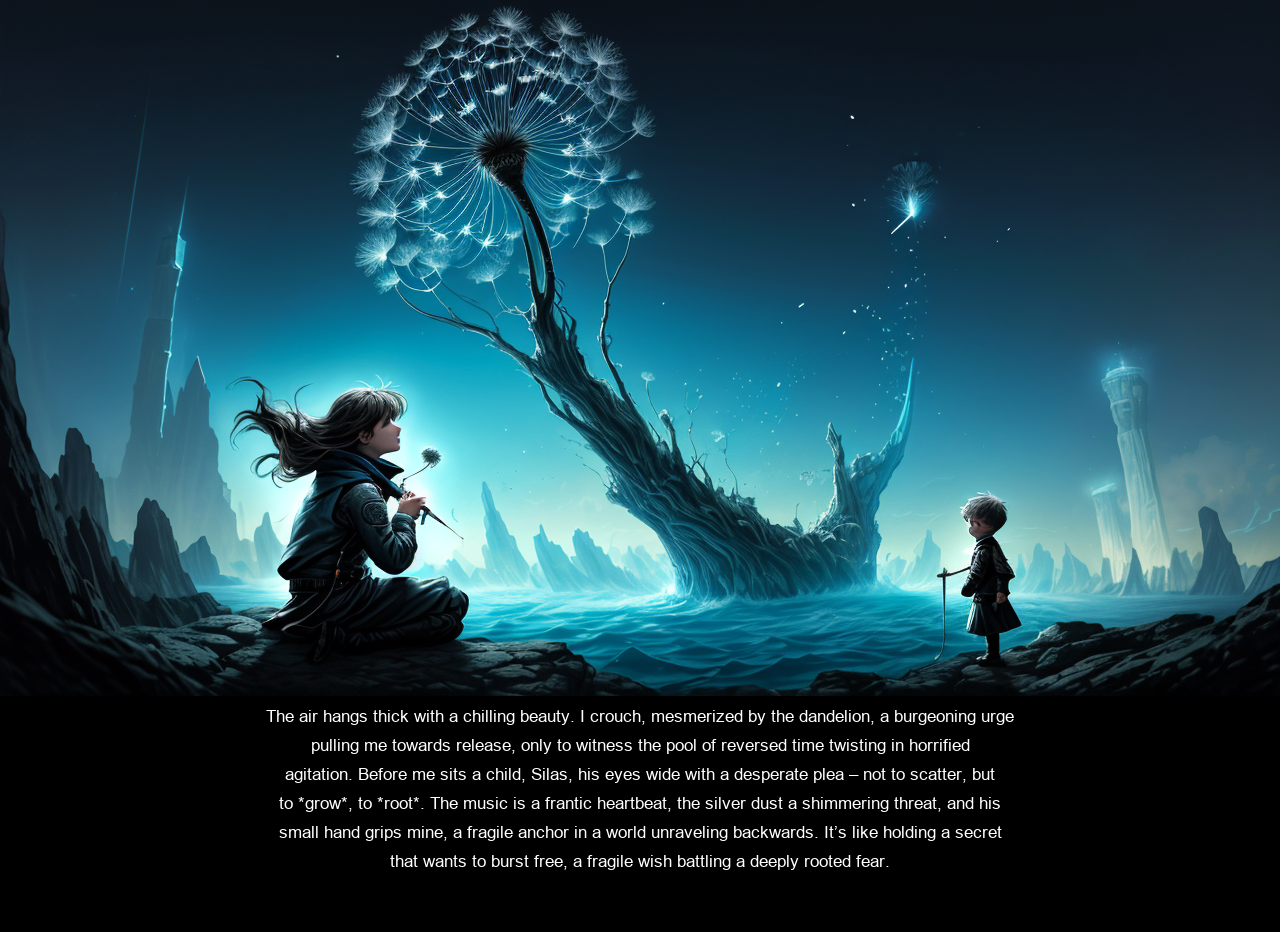 The air hangs thick with a chilling beauty. I crouch, mesmerized by the dandelion, a burgeoning urge
pulling me towards release, only to witness the pool of reversed time twisting in horrified
agitation. Before me sits a child, Silas, his eyes wide with a desperate plea – not to scatter, but
to *grow*, to *root*. The music is a frantic heartbeat, the silver dust a shimmering threat, and his
small hand grips mine, a fragile anchor in a world unraveling backwards. It’s like holding a secret
that wants to burst free, a fragile wish battling a deeply rooted fear.